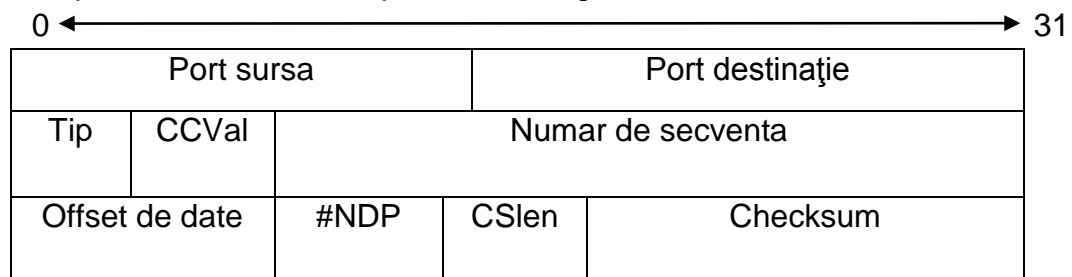 0 31
Port sursa Port destinaţie
Tip CCVal Numar de secventa
Offset de date #NDP CSlen Checksum